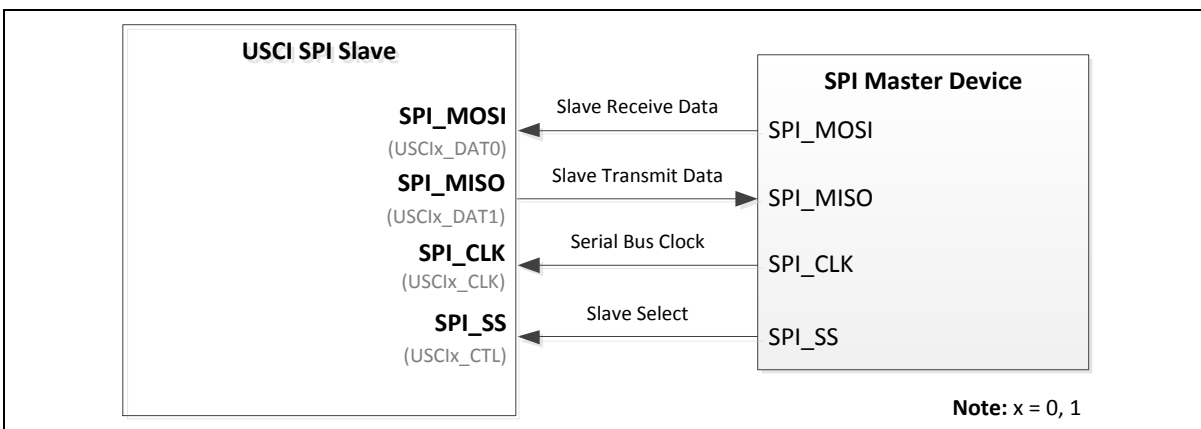 USCI SPI Slave
SPI Master Device
SPI_MOSI
(USCIx_DAT0)
Slave Receive Data
SPI_MOSI
SPI_MISO
(USCIx_DAT1)
Slave Transmit Data
SPI_MISO
SPI_CLK
(USCIx_CLK)
Serial Bus Clock
SPI_CLK
SPI_SS
(USCIx_CTL)
Slave Select
SPI_SS
Note: x = 0, 1